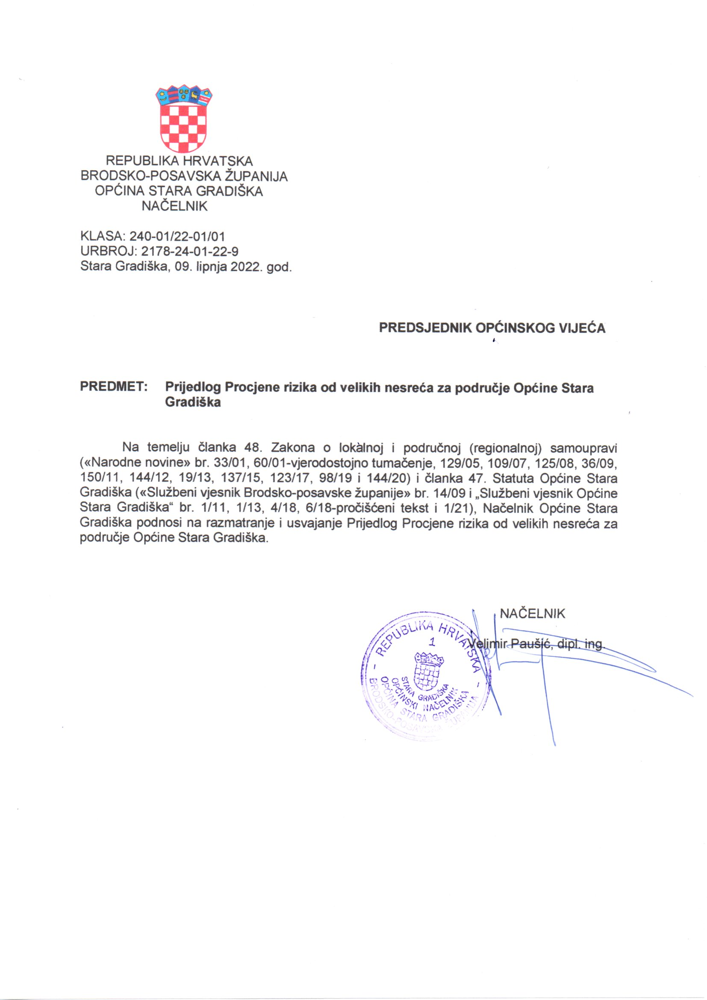 REPUBLIKA HRVATSKA
BRODSKO-POSAVSKA ŽUPANIJA
OPĆINA STARA GRADIŠKA
NAČELNIK
KLASA: 240-01/22-01/01
URBROJ: 2178-24-01-22-9
Stara Gradiška, 09. lipnja 2022. god.
PREDSJEDNIK OPĆINSKOG VIJEĆA
PREDMET: Prijedlog Procjene rizika od velikih nesreća za područje Općine Stara
Gradiška
Na temelju članka 48. Zakona o lokalnoj i područnoj (regionalnoj) samoupravi
(«Narodne novine» br. 33/01, 60/01-vjerodostojno tumačenje, 129/05, 109/07, 125/08, 36/09,
150/11, 144/12, 19/13, 137/15, 123/17, 98/19 i 144/20) i članka 47. Statuta Općine Stara
Gradiška («Službeni vjesnik Brodsko-posavske županije» br. 14/09 i „Službeni vjesnik Općine
Stara Gradiška“ br. 1/11, 1/13, 4/18, 6/18-pročišćeni tekst i 1/21), Načelnik Općine Stara
Gradiška podnosi na razmatranje i usvajanje Prijedlog Procjene rizika od velikih nesreća za
područje Općine Stara Gradiška.
NAČELNIK
Velimir Paušić, dipl. ing.
- REPUBLIKA HRVATSKA -
1
STARA GRADIŠKA
OPĆINSKI NAČELNIK
OPĆINA STARA GRADIŠKA
BRODSKO-POSAVSKA ŽUPANIJA